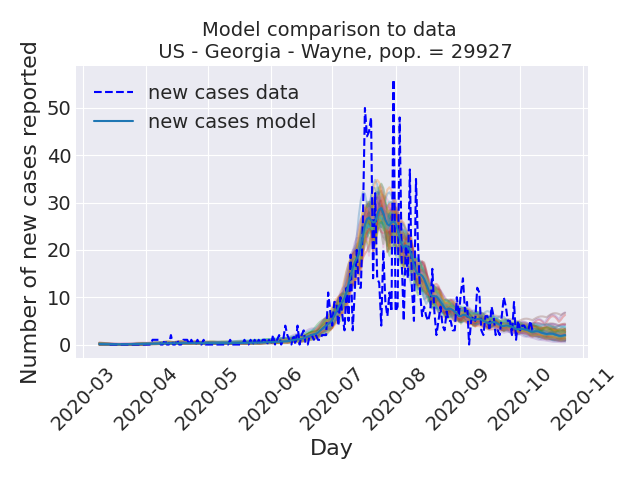 Model comparison to data
US - Georgia - Wayne, pop. = 29927
Number of new cases reported
new cases data
new cases model
50
40
30
20
10
0
2020-03
2020-04
2020-05
2020-06
2020-07
2020-08
2020-09
2020-10
2020-11
Day